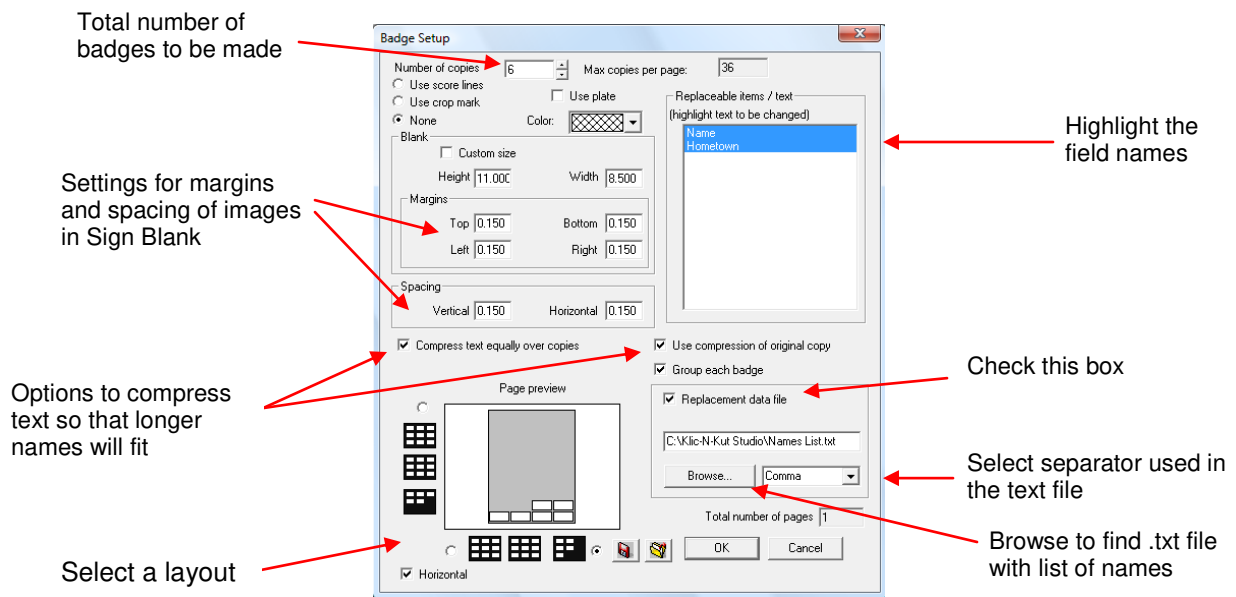 Total number of
badges to be made
Badge Setup
Number of copies 6 Max copies per page: 36
Use score lines
Use crop mark
None
Use plate
Color:
Blank
Custom size
Height 11.000 Width 8.500
Margins
Top 0.150 Bottom 0.150
Left 0.150 Right 0.150
Spacing
Vertical 0.150 Horizontal 0.150
Replaceable items / text
(highlight text to be changed)
Name
Hometown
Highlight the
field names
Settings for margins
and spacing of images
in Sign Blank
Compress text equally over copies
Use compression of original copy
Group each badge
Options to compress
text so that longer
names will fit
Page preview
Replacement data file
C:\Klic-N-Kut Studio\Names List.txt
Browse... Comma
Total number of pages 1
OK Cancel
Horizontal
Check this box
Select separator used in
the text file
Browse to find .txt file
with list of names
Select a layout